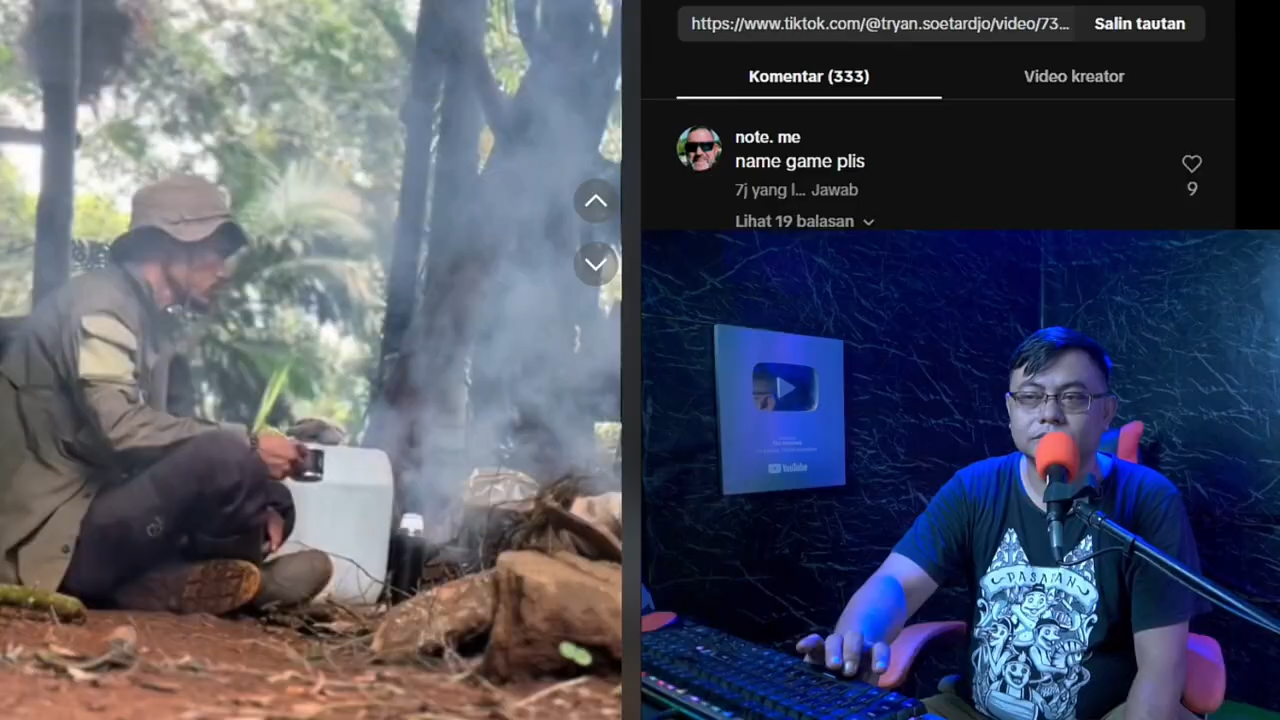 https://www.tiktok.com/@tryan.soetardjo/video/73...
Salin tautan
Komentar (333)
Video kreator
note. me
name game plis
7j yang l... Jawab
9
Lihat 19 balasan
YouTube
PASAPAN